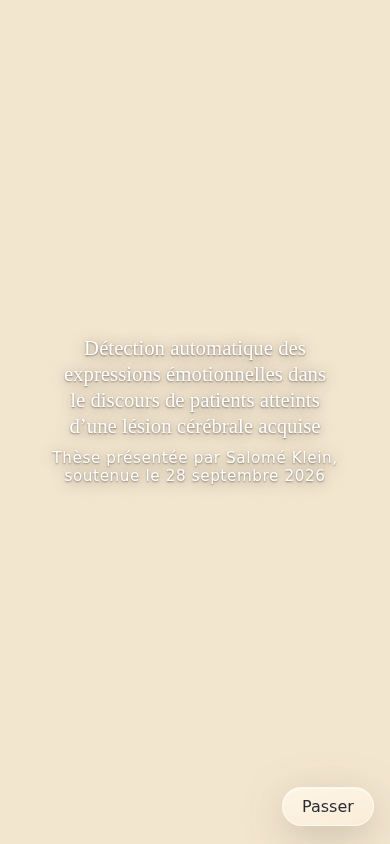 Détection automatique des
expressions émotionnelles dans
le discours de patients atteints
d’une lésion cérébrale acquise
Thèse présentée par Salomé Klein,
soutenue le 28 septembre 2026
Passer